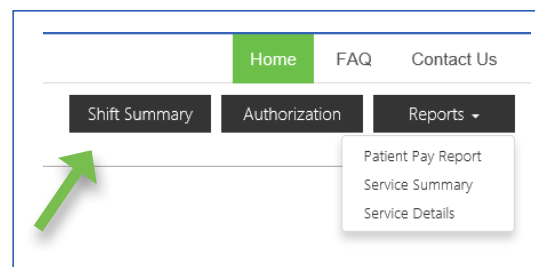 Home FAQ Contact Us
Shift Summary Authorization Reports
Patient Pay Report
Service Summary
Service Details